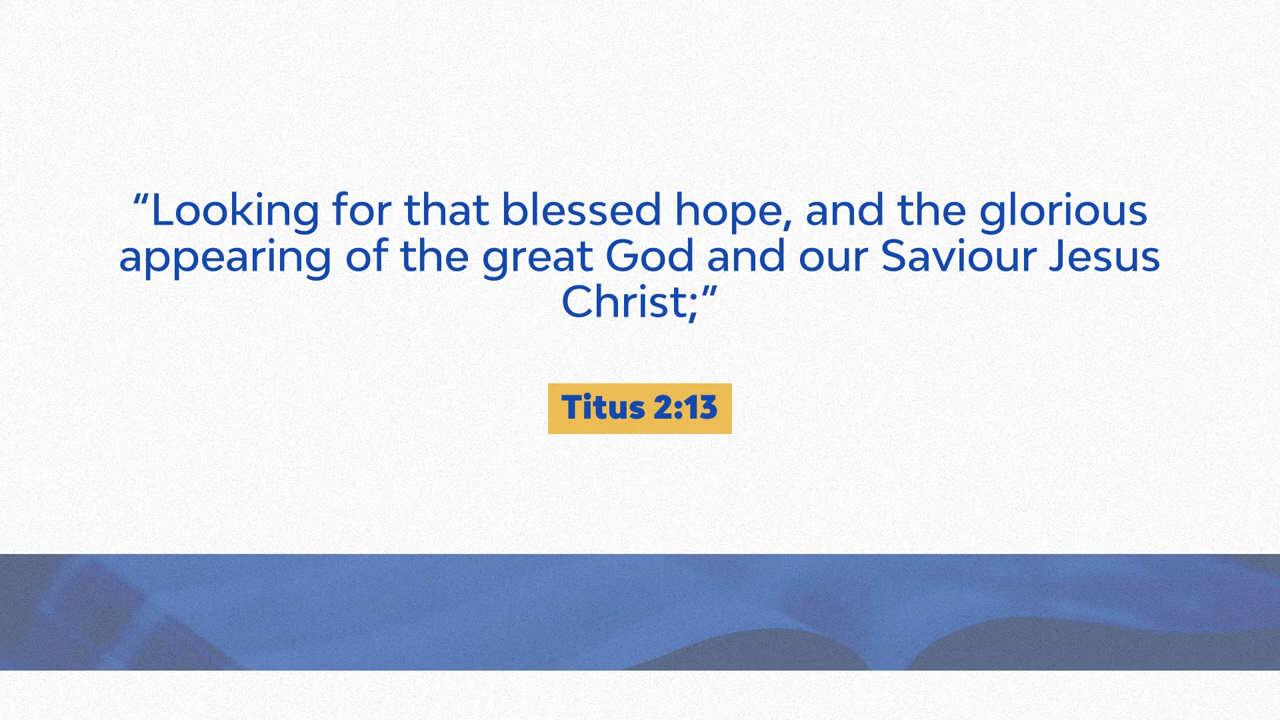 “Looking for that blessed hope, and the glorious
appearing of the great God and our Saviour Jesus
Christ;”
Titus 2:13